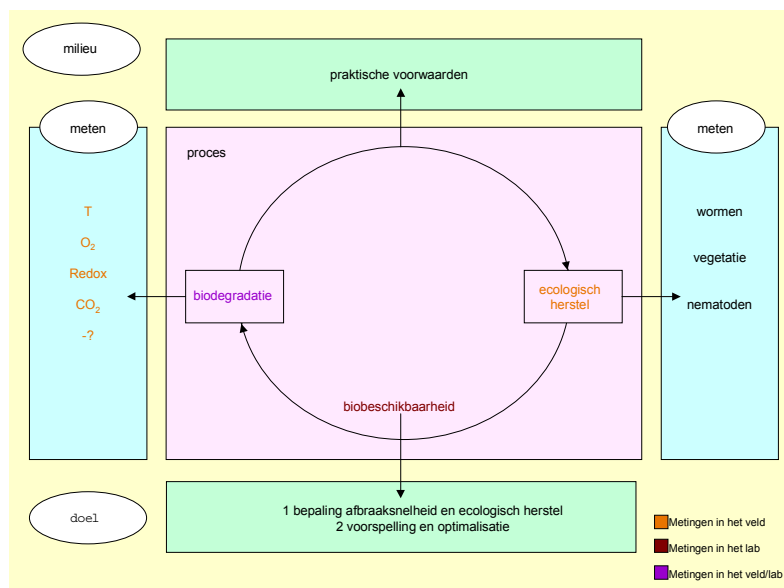 milieu
praktische voorwaarden
meten
meten
proces
T
O₂
Redox
CO₂
-?
biodegradatie
ecologisch
herstel
wormen
vegetatie
nematoden
biobeschikbaarheid
doel
1 bepaling afbraaksnelheid en ecologisch herstel
2 voorspelling en optimalisatie
Metingen in het veld
Metingen in het lab
Metingen in het veld/lab